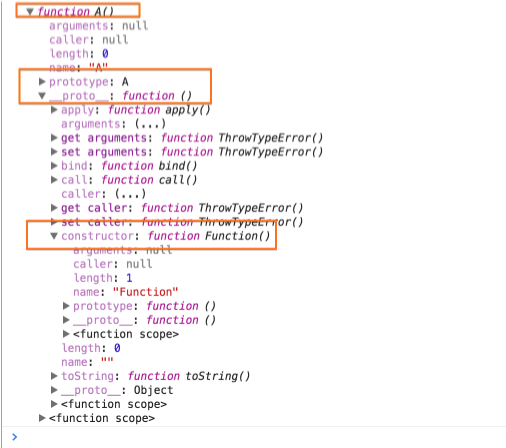 ▼function A()
arguments: null
caller: null
length: 0
name: "A"
▶prototype: A
▼__proto__: function ()
▶apply: function apply()
arguments: (...)
▶get arguments: function ThrowTypeError()
▶set arguments: function ThrowTypeError()
▶bind: function bind()
▶call: function call()
caller: (...)
▶get caller: function ThrowTypeError()
▶set caller: function ThrowTypeError()
▼constructor: function Function()
arguments: null
caller: null
length: 1
name: "Function"
▶prototype: function ()
▶__proto__: function ()
▶<function scope>
length: 0
name: ""
▶toString: function toString()
▶__proto__: Object
▶<function scope>
▶<function scope>
>